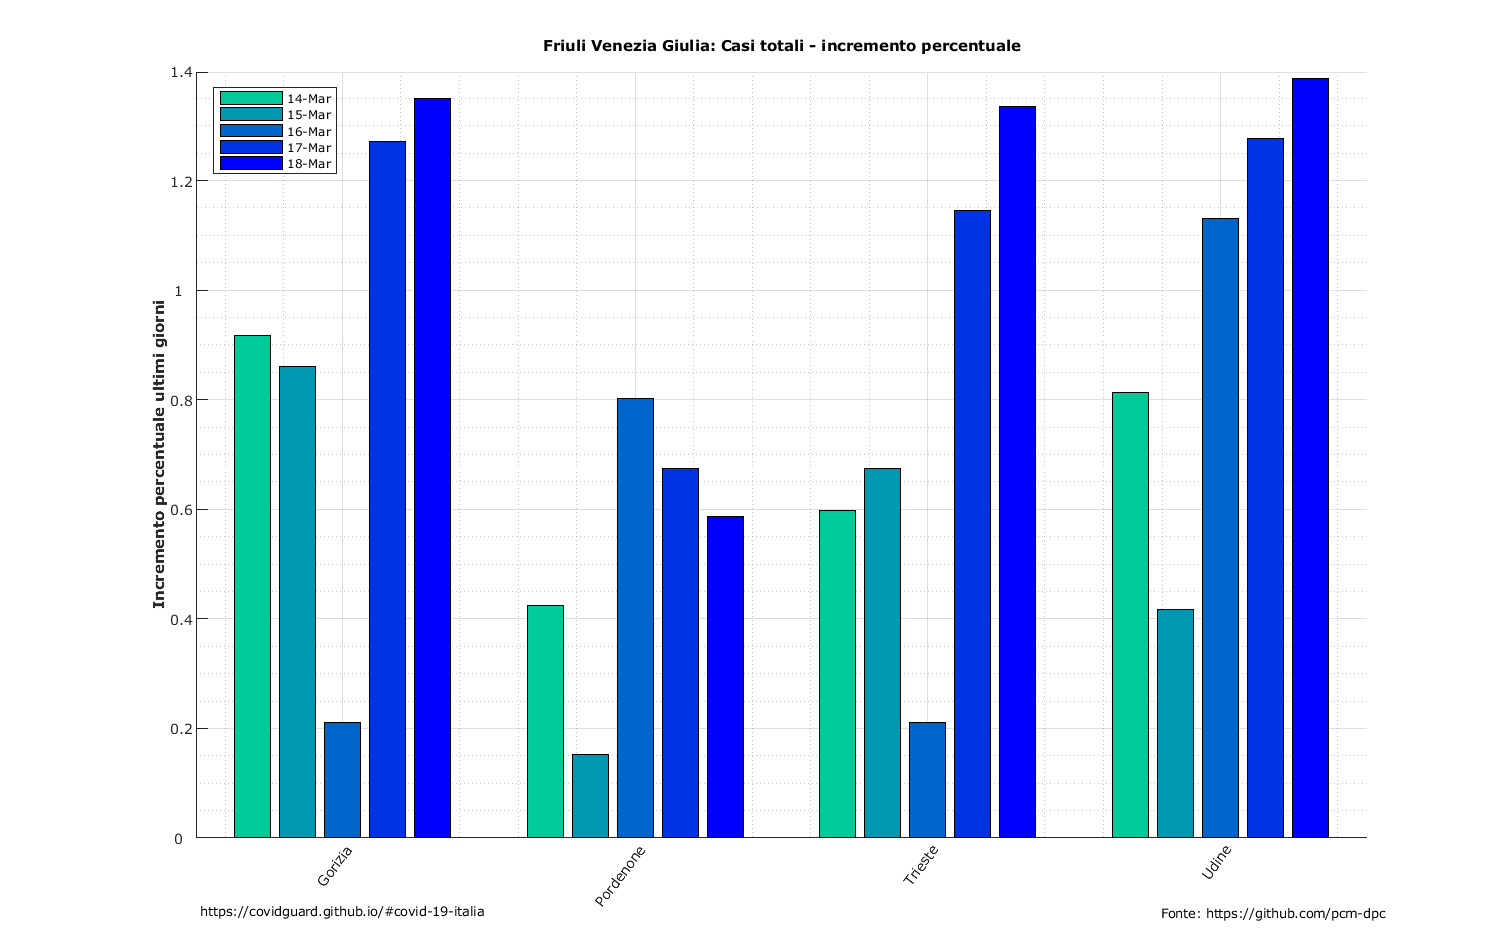 Friuli Venezia Giulia: Casi totali - incremento percentuale
1.4
1.2
1
0.8
0.6
0.4
0.2
0
Incremento percentuale ultimi giorni
14-Mar
15-Mar
16-Mar
17-Mar
18-Mar
Gorizia
Pordenone
Trieste
Udine
https://covidguard.github.io/#covid-19-italia
Fonte: https://github.com/pcm-dpc